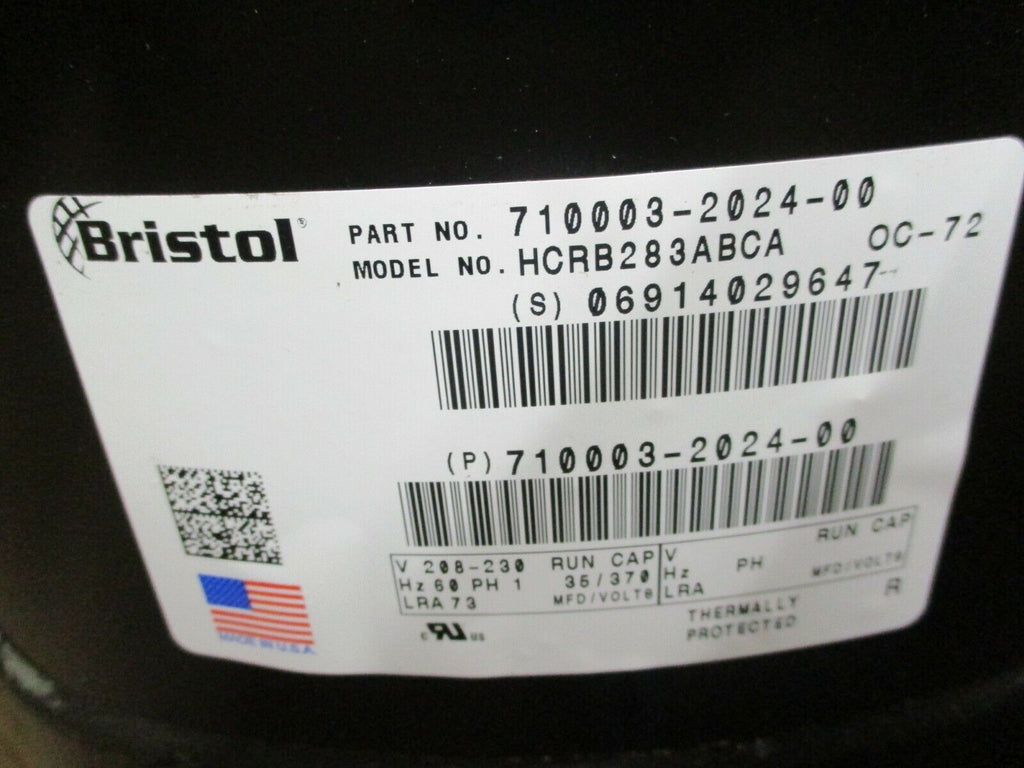 Bristol®
PART NO. 710003-2024-00
MODEL NO. HCRB283ABCA OC-72
(S) 06914029647
(P) 710003-2024-00
V 208-230 RUN CAP
Hz 60 PH 1 35/370
LRA 73 MFD/VOLTS
V RUN CAP
Hz PH
LRA MFD/VOLTS
THERMALLY R
PROTECTED
c RU us
MADE IN U.S.A.